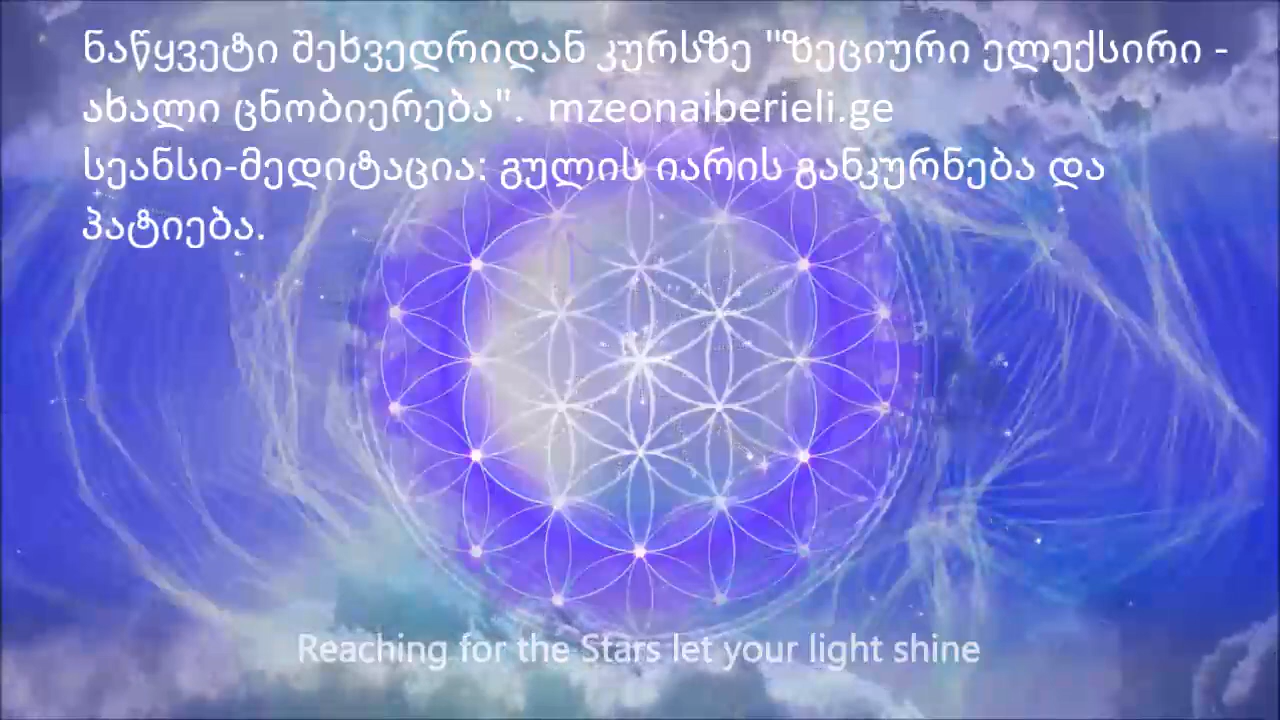 ნაწყვეტი შეხვედრიდან კურსზე "ზეციური ელექსირი -
ახალი ცნობიერება".  mzeonaiberieli.ge
სეანსი-მედიტაცია: გულის იარის განკურნება და
პატიება.
Reaching for the Stars let your light shine